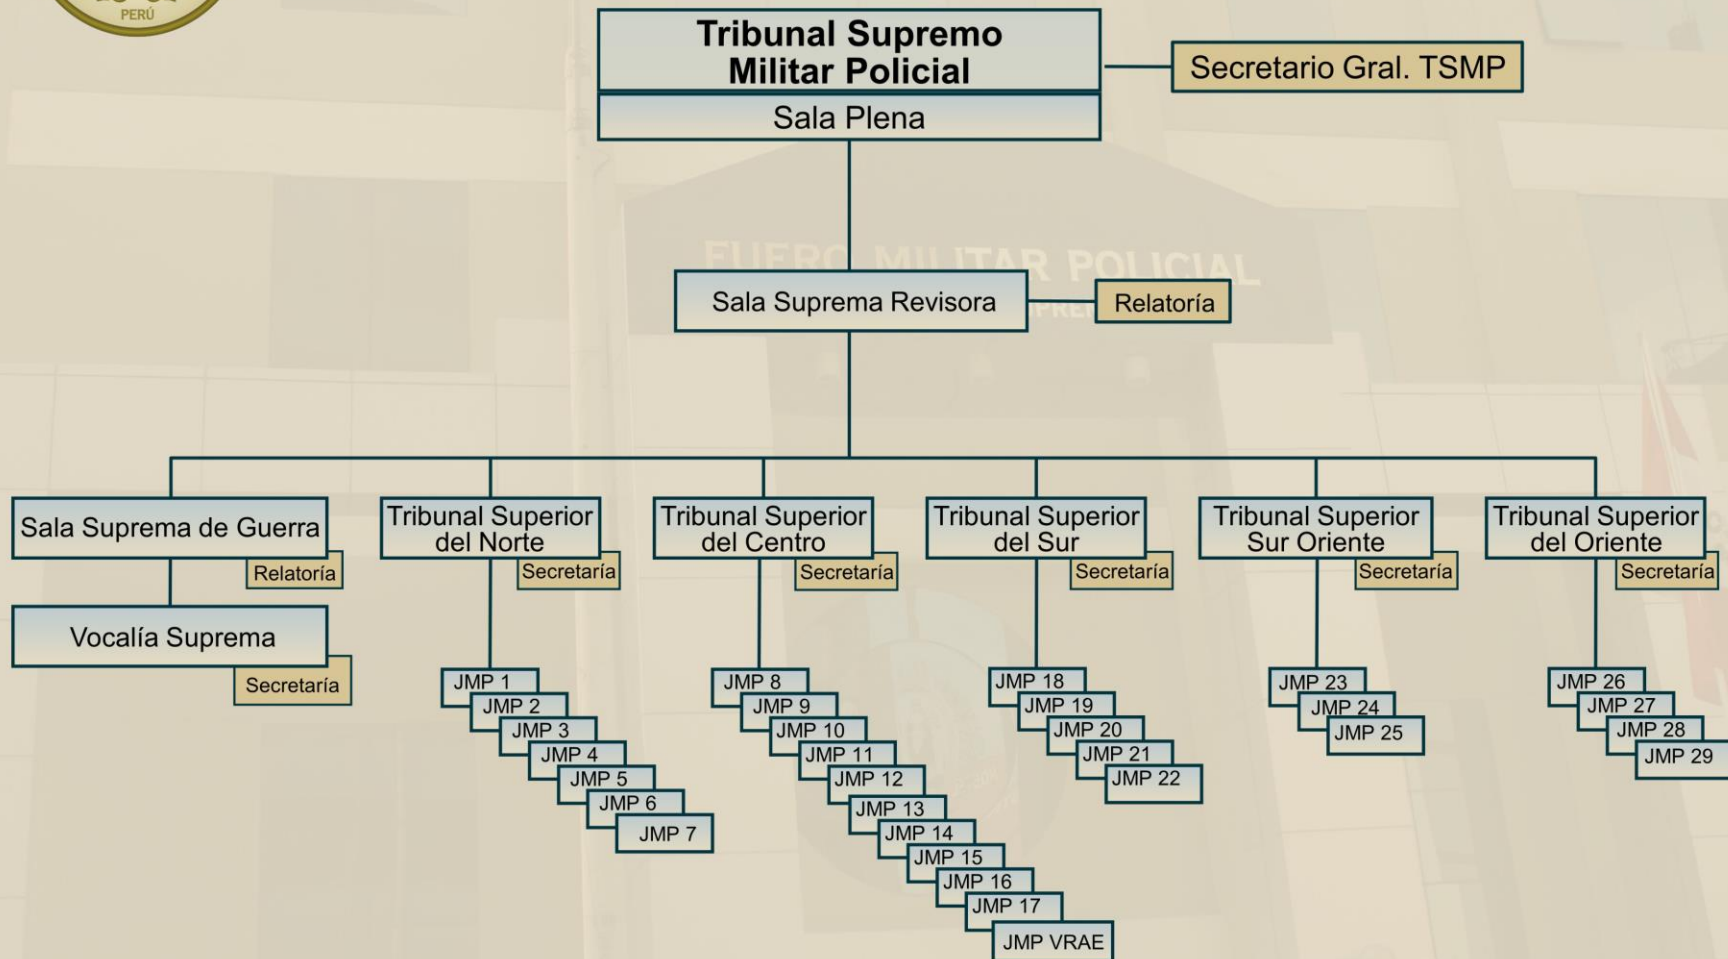 PERÚ
Tribunal Supremo
Militar Policial
Sala Plena
Secretario Gral. TSMP
FUERO MILITAR POLICIAL
Sala Suprema Revisora
Relatoría
Sala Suprema de Guerra
Relatoría
Vocalía Suprema
Secretaría
Tribunal Superior
del Norte
Secretaría
JMP 1
JMP 2
JMP 3
JMP 4
JMP 5
JMP 6
JMP 7
Tribunal Superior
del Centro
Secretaría
JMP 8
JMP 9
JMP 10
JMP 11
JMP 12
JMP 13
JMP 14
JMP 15
JMP 16
JMP 17
JMP VRAE
Tribunal Superior
del Sur
Secretaría
JMP 18
JMP 19
JMP 20
JMP 21
JMP 22
Tribunal Superior
Sur Oriente
Secretaría
JMP 23
JMP 24
JMP 25
Tribunal Superior
del Oriente
Secretaría
JMP 26
JMP 27
JMP 28
JMP 29